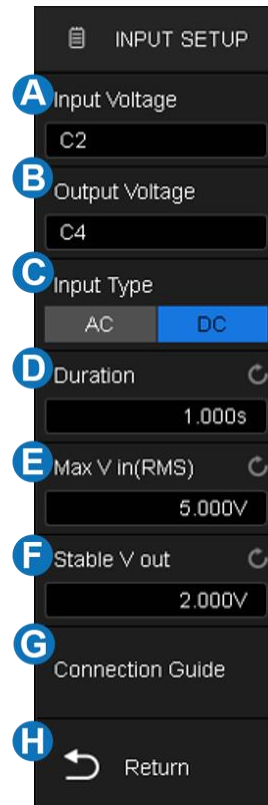 INPUT SETUP
A
Input Voltage
C2
B
Output Voltage
C4
C
Input Type
AC DC
D
Duration
1.000s
E
Max V in(RMS)
5.000V
F
Stable V out
2.000V
G
Connection Guide
H
Return